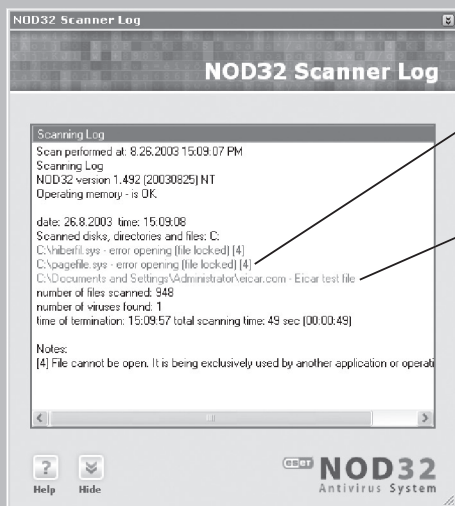 NOD32 Scanner Log
NOD32 Scanner Log
Scanning Log
Scan performed at: 8.26.2003 15:09:07 PM
Scanning Log
NOD32 version 1.492 (20030825) NT
Operating memory - is OK
date: 26.8.2003 time: 15:09:08
Scanned disks, directories and files: C:
C:\hiberfil.sys - error opening (file locked) [4]
C:\pagefile.sys - error opening (file locked) [4]
C:\Documents and Settings\Administrator\eicar.com - Eicar test file
number of files scanned: 948
number of viruses found: 1
time of termination: 15:09:57 total scanning time: 49 sec (00:00:49)
Notes:
[4] File cannot be open. It is being exclusively used by another application or operati
? Help
Hide
eset NOD32
Antivirus System